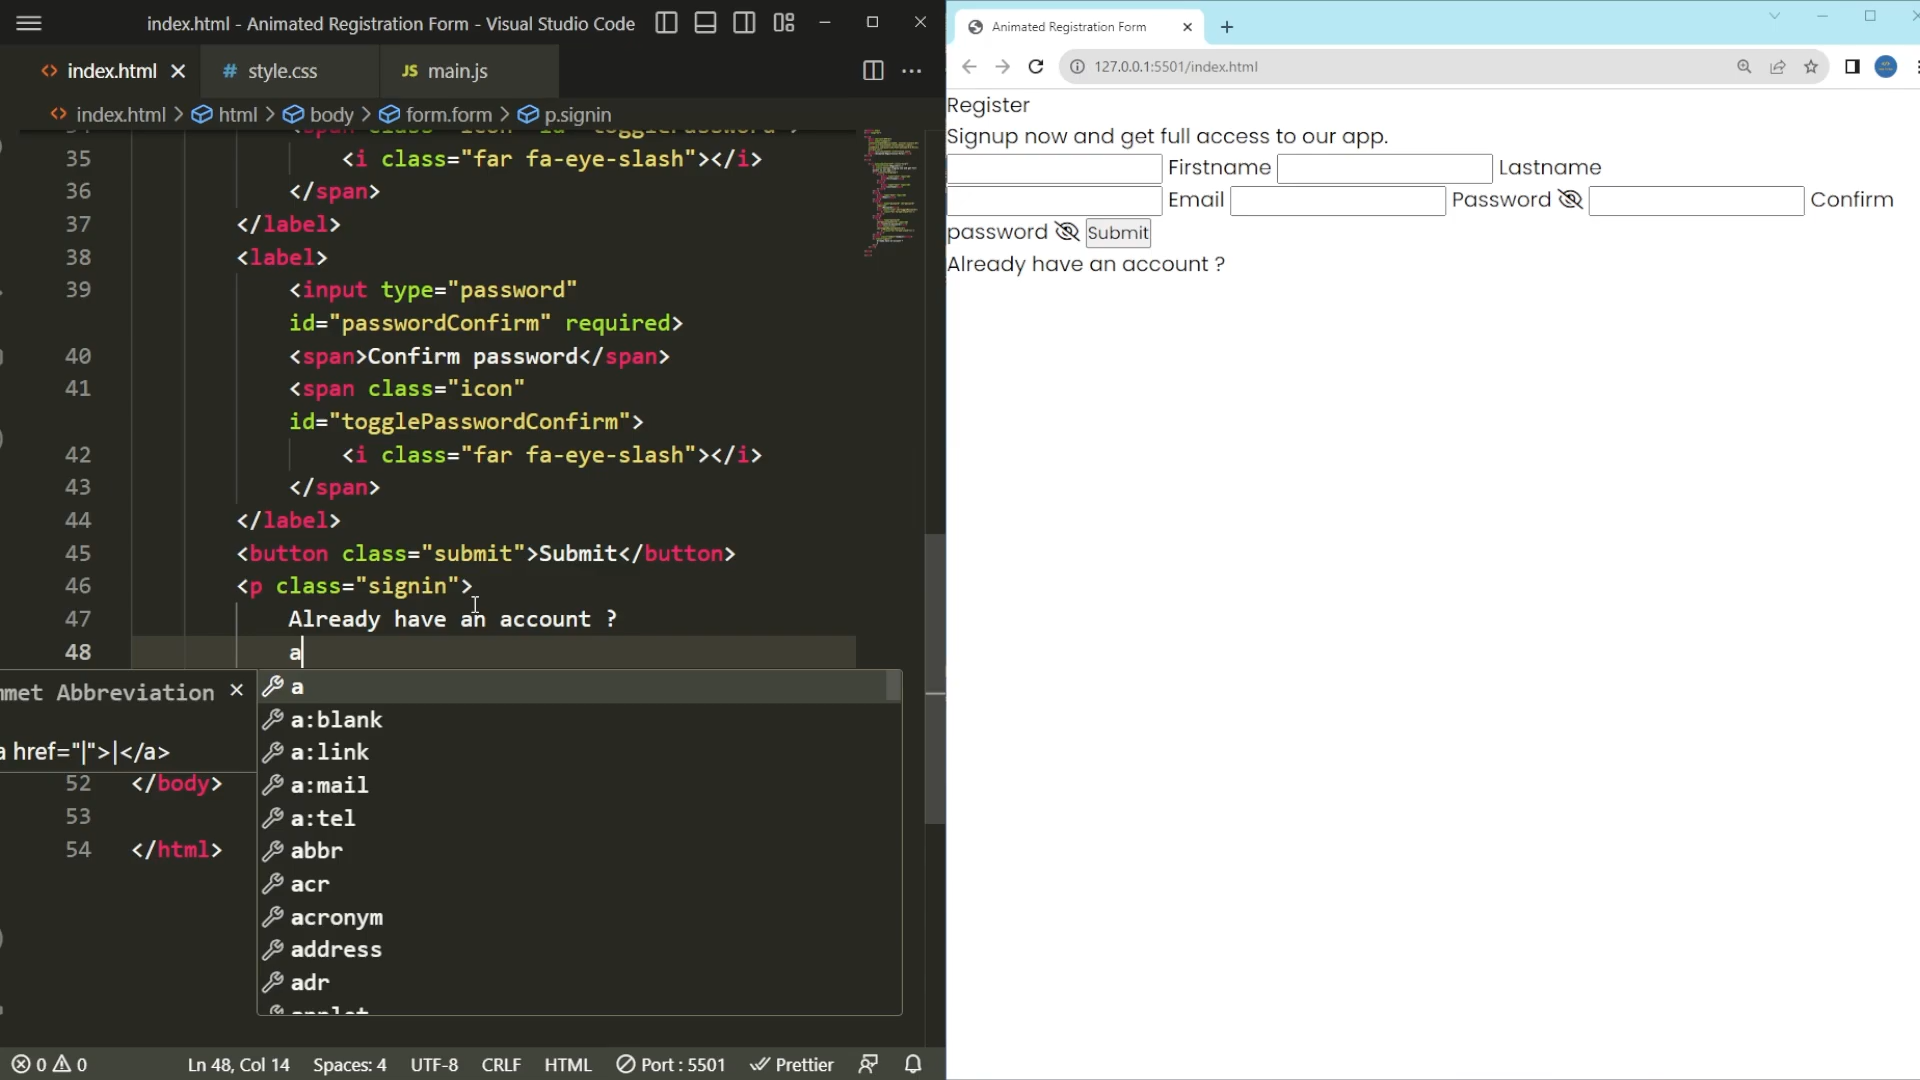 index.html - Animated Registration Form - Visual Studio Code
index.html
# style.css
JS main.js
index.html > html > body > form.form > p.signin
35 <i class="far fa-eye-slash"></i>
36 </span>
37 </label>
38 <label>
39 <input type="password"
id="passwordConfirm" required>
40 <span>Confirm password</span>
41 <span class="icon"
id="togglePasswordConfirm">
42 <i class="far fa-eye-slash"></i>
43 </span>
44 </label>
45 <button class="submit">Submit</button>
46 <p class="signin">
47 Already have an account ?
48 a
Abbreviation
a href="|">|</a>
a
a:blank
a:link
a:mail
a:tel
abbr
acr
acronym
address
adr
52 </body>
53
54 </html>
0 0 Ln 48, Col 14 Spaces: 4 UTF-8 CRLF HTML Port : 5501 Prettier
Animated Registration Form
127.0.0.1:5501/index.html
Register
Signup now and get full access to our app.
Firstname Lastname
Email Password Confirm
password Submit
Already have an account ?